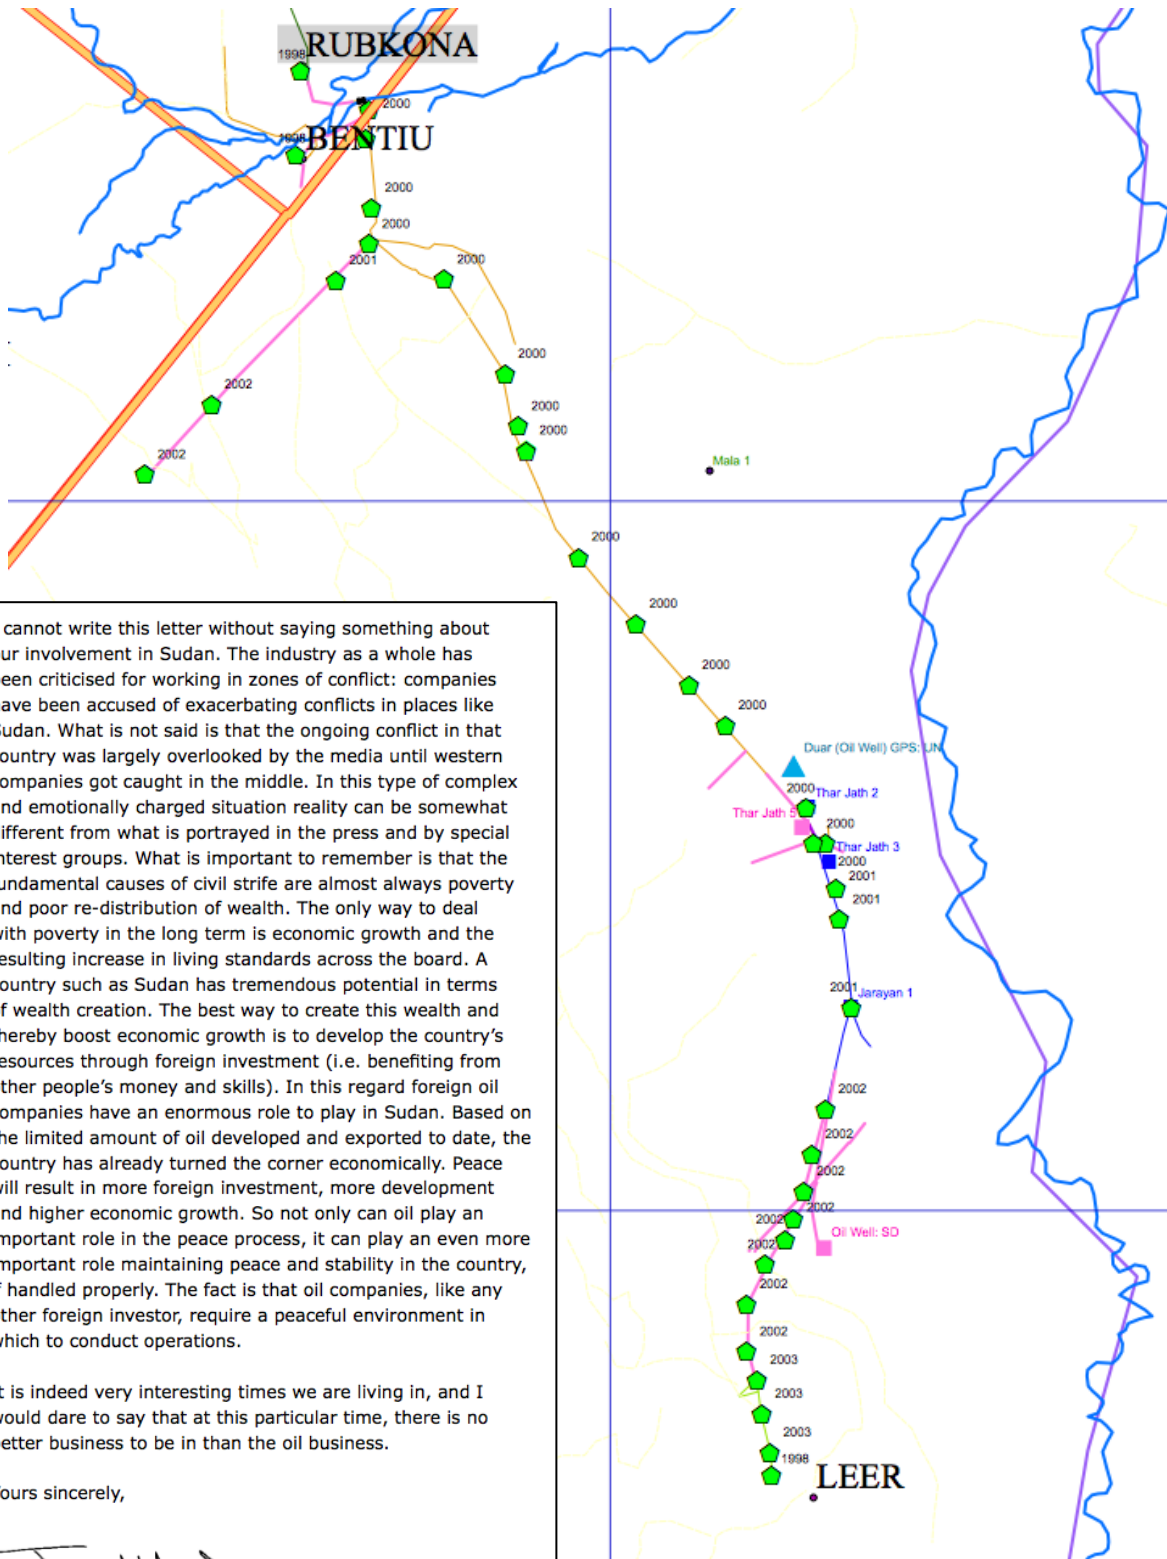 RUBKONA
1998
2000
BENTIU
1998
2000
2000
2001
2000
2000
2002
2000
2000
2002
Mala 1
2000
2000
2000
2000
Duar (Oil Well) GPS: UN
2000
Thar Jath 2
Thar Jath 5
2000
Thar Jath 3
2000
2001
2001
2001
Jarayan 1
2002
2002
2002
2002
2002
Oil Well: SD
2002
2002
2002
2003
2003
2003
1998
LEER
cannot write this letter without saying something about
ur involvement in Sudan. The industry as a whole has
een criticised for working in zones of conflict: companies
ave been accused of exacerbating conflicts in places like
Sudan. What is not said is that the ongoing conflict in that
ountry was largely overlooked by the media until western
ompanies got caught in the middle. In this type of complex
nd emotionally charged situation reality can be somewhat
ifferent from what is portrayed in the press and by special
nterest groups. What is important to remember is that the
undamental causes of civil strife are almost always poverty
nd poor re-distribution of wealth. The only way to deal
with poverty in the long term is economic growth and the
esulting increase in living standards across the board. A
ountry such as Sudan has tremendous potential in terms
f wealth creation. The best way to create this wealth and
hereby boost economic growth is to develop the country's
esources through foreign investment (i.e. benefiting from
ther people's money and skills). In this regard foreign oil
ompanies have an enormous role to play in Sudan. Based on
he limited amount of oil developed and exported to date, the
ountry has already turned the corner economically. Peace
will result in more foreign investment, more development
nd higher economic growth. So not only can oil play an
mportant role in the peace process, it can play an even more
mportant role maintaining peace and stability in the country,
f handled properly. The fact is that oil companies, like any
ther foreign investor, require a peaceful environment in
which to conduct operations.
t is indeed very interesting times we are living in, and I
would dare to say that at this particular time, there is no
etter business to be in than the oil business.
ours sincerely,